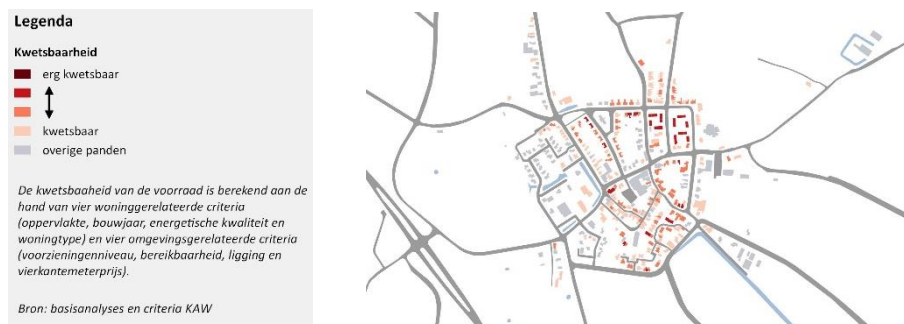 Legenda
Kwetsbaarheid
erg kwetsbaar
kwetsbaar
overige panden
De kwetsbaaheid van de voorraad is berekend aan de
hand van vier woninggerelateerde criteria
(oppervlakte, bouwjaar, energetische kwaliteit en
woningtype) en vier omgevingsgerelateerde criteria
(voorzieningenniveau, bereikbaarheid, ligging en
vierkantemeterprijs).
Bron: basisanalyses en criteria KAW